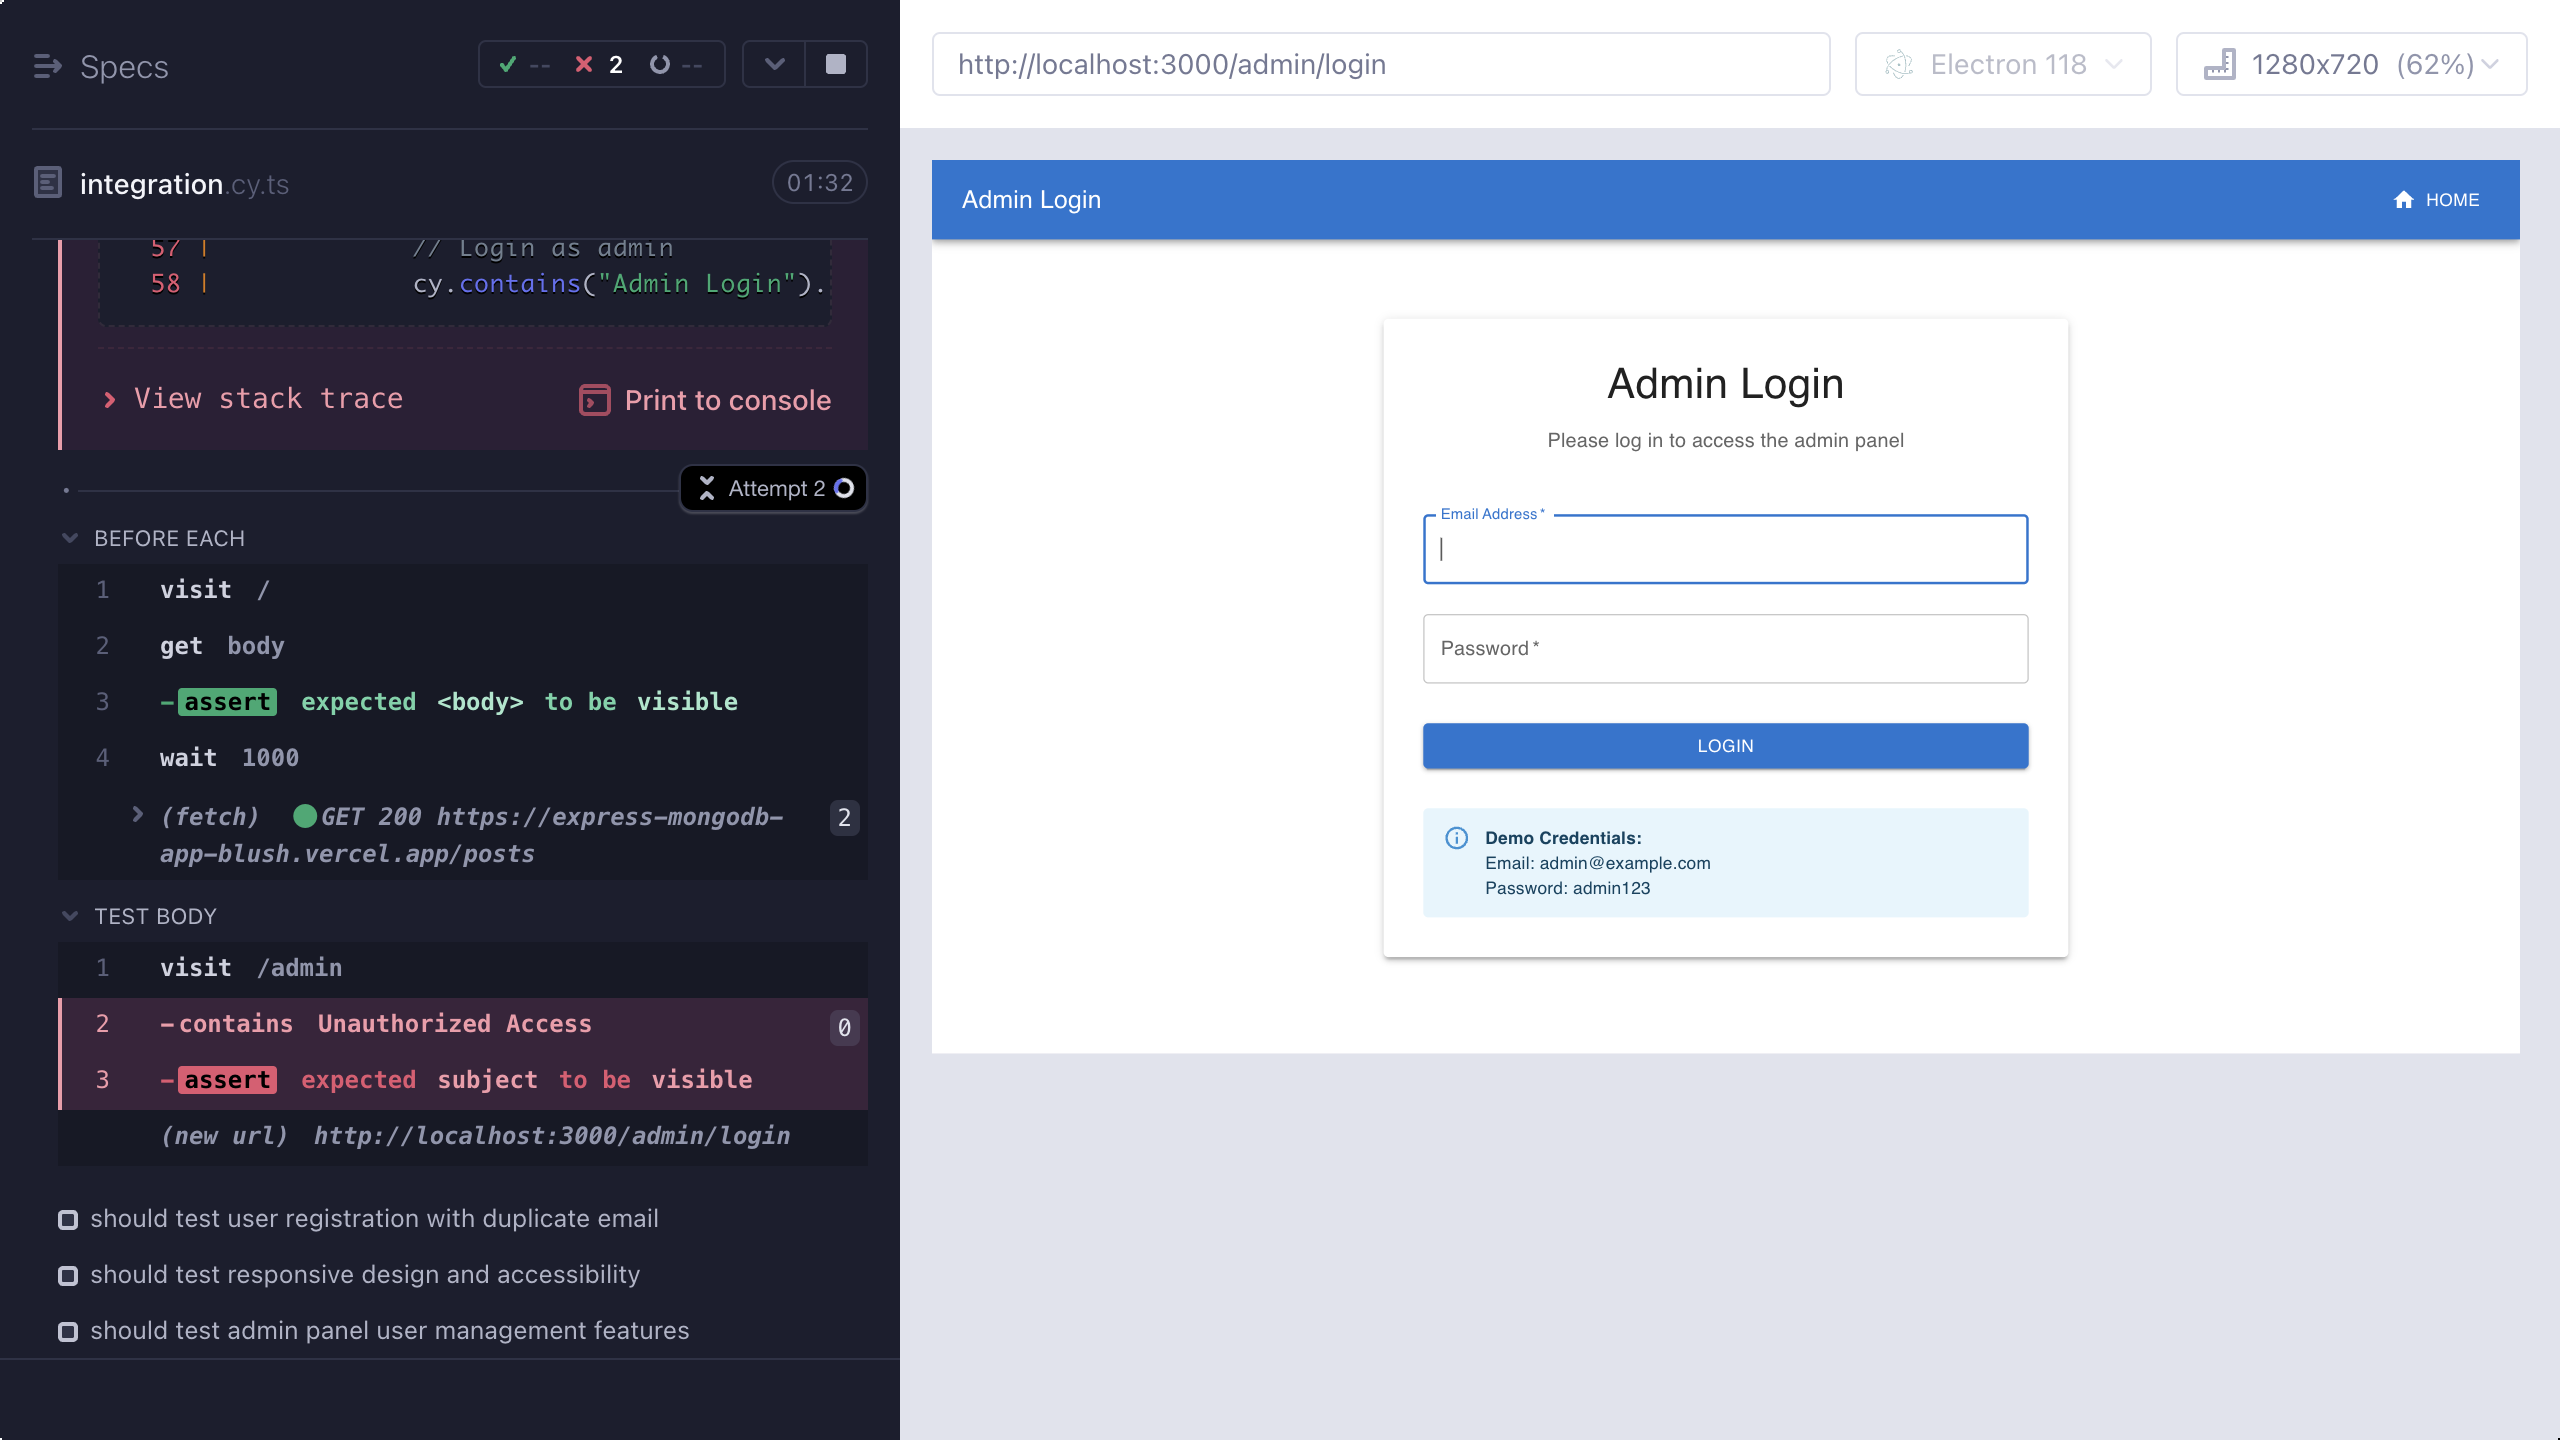 Specs
-- 2 --
integration.cy.ts 01:32
57 | // Login as admin
58 | cy.contains("Admin Login").
View stack trace Print to console
Attempt 2
BEFORE EACH
1 visit /
2 get body
3 -assert expected <body> to be visible
4 wait 1000
(fetch) GET 200 https://express-mongodb- 2
app-blush.vercel.app/posts
TEST BODY
1 visit /admin
2 -contains Unauthorized Access 0
3 -assert expected subject to be visible
(new url) http://localhost:3000/admin/login
should test user registration with duplicate email
should test responsive design and accessibility
should test admin panel user management features
http://localhost:3000/admin/login Electron 118 1280x720 (62%)
Admin Login HOME
Admin Login
Please log in to access the admin panel
Email Address *
Password *
LOGIN
Demo Credentials:
Email: admin@example.com
Password: admin123